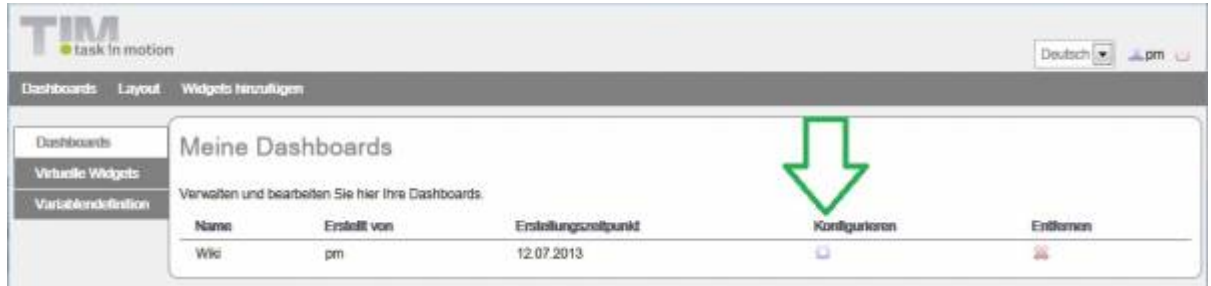 TIM
task in motion
Deutsch pm
Dashboards Layout Widgets hinzufügen
Dashboards
Virtuelle Widgets
Variablendefinition
Meine Dashboards
Verwalten und bearbeiten Sie hier Ihre Dashboards.
Name Erstellt von Erstellungszeitpunkt Konfigurieren Entfernen
Wiki pm 12.07.2013